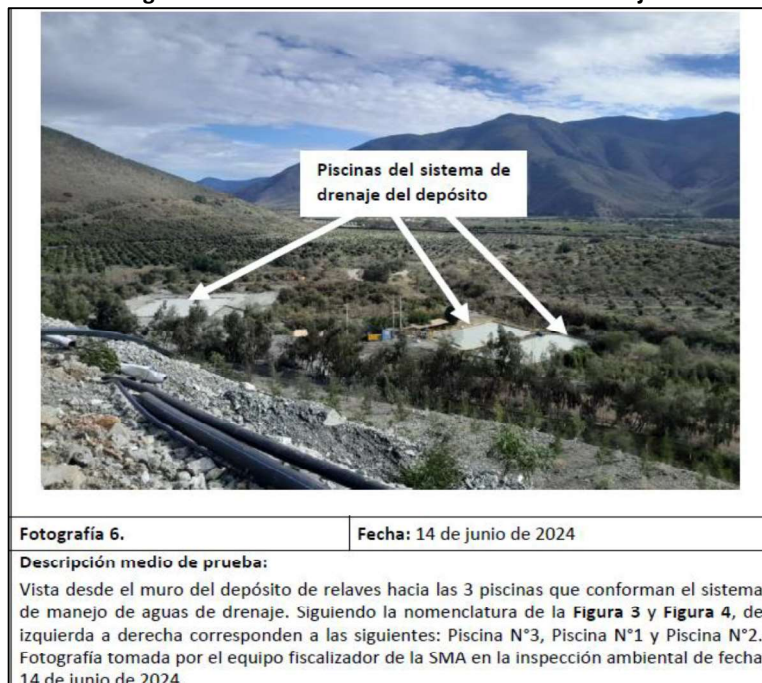 Piscinas del sistema de
drenaje del depósito
Fotografía 6.
Fecha: 14 de junio de 2024
Descripción medio de prueba:
Vista desde el muro del depósito de relaves hacia las 3 piscinas que conforman el sistema
de manejo de aguas de drenaje. Siguiendo la nomenclatura de la Figura 3 y Figura 4, de
izquierda a derecha corresponden a las siguientes: Piscina N°3, Piscina N°1 y Piscina N°2.
Fotografía tomada por el equipo fiscalizador de la SMA en la inspección ambiental de fecha
14 de junio de 2024